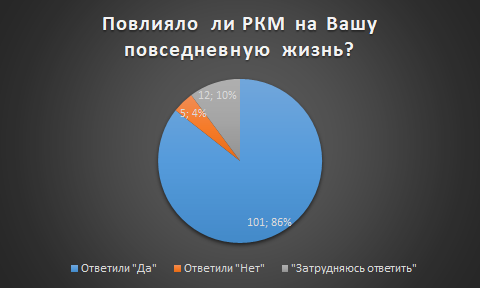 Повлияло ли РКМ на Вашу
повседневную жизнь?
12; 10%
5; 4%
101; 86%
Ответили "Да" Ответили "Нет" "Затрудняюсь ответить"